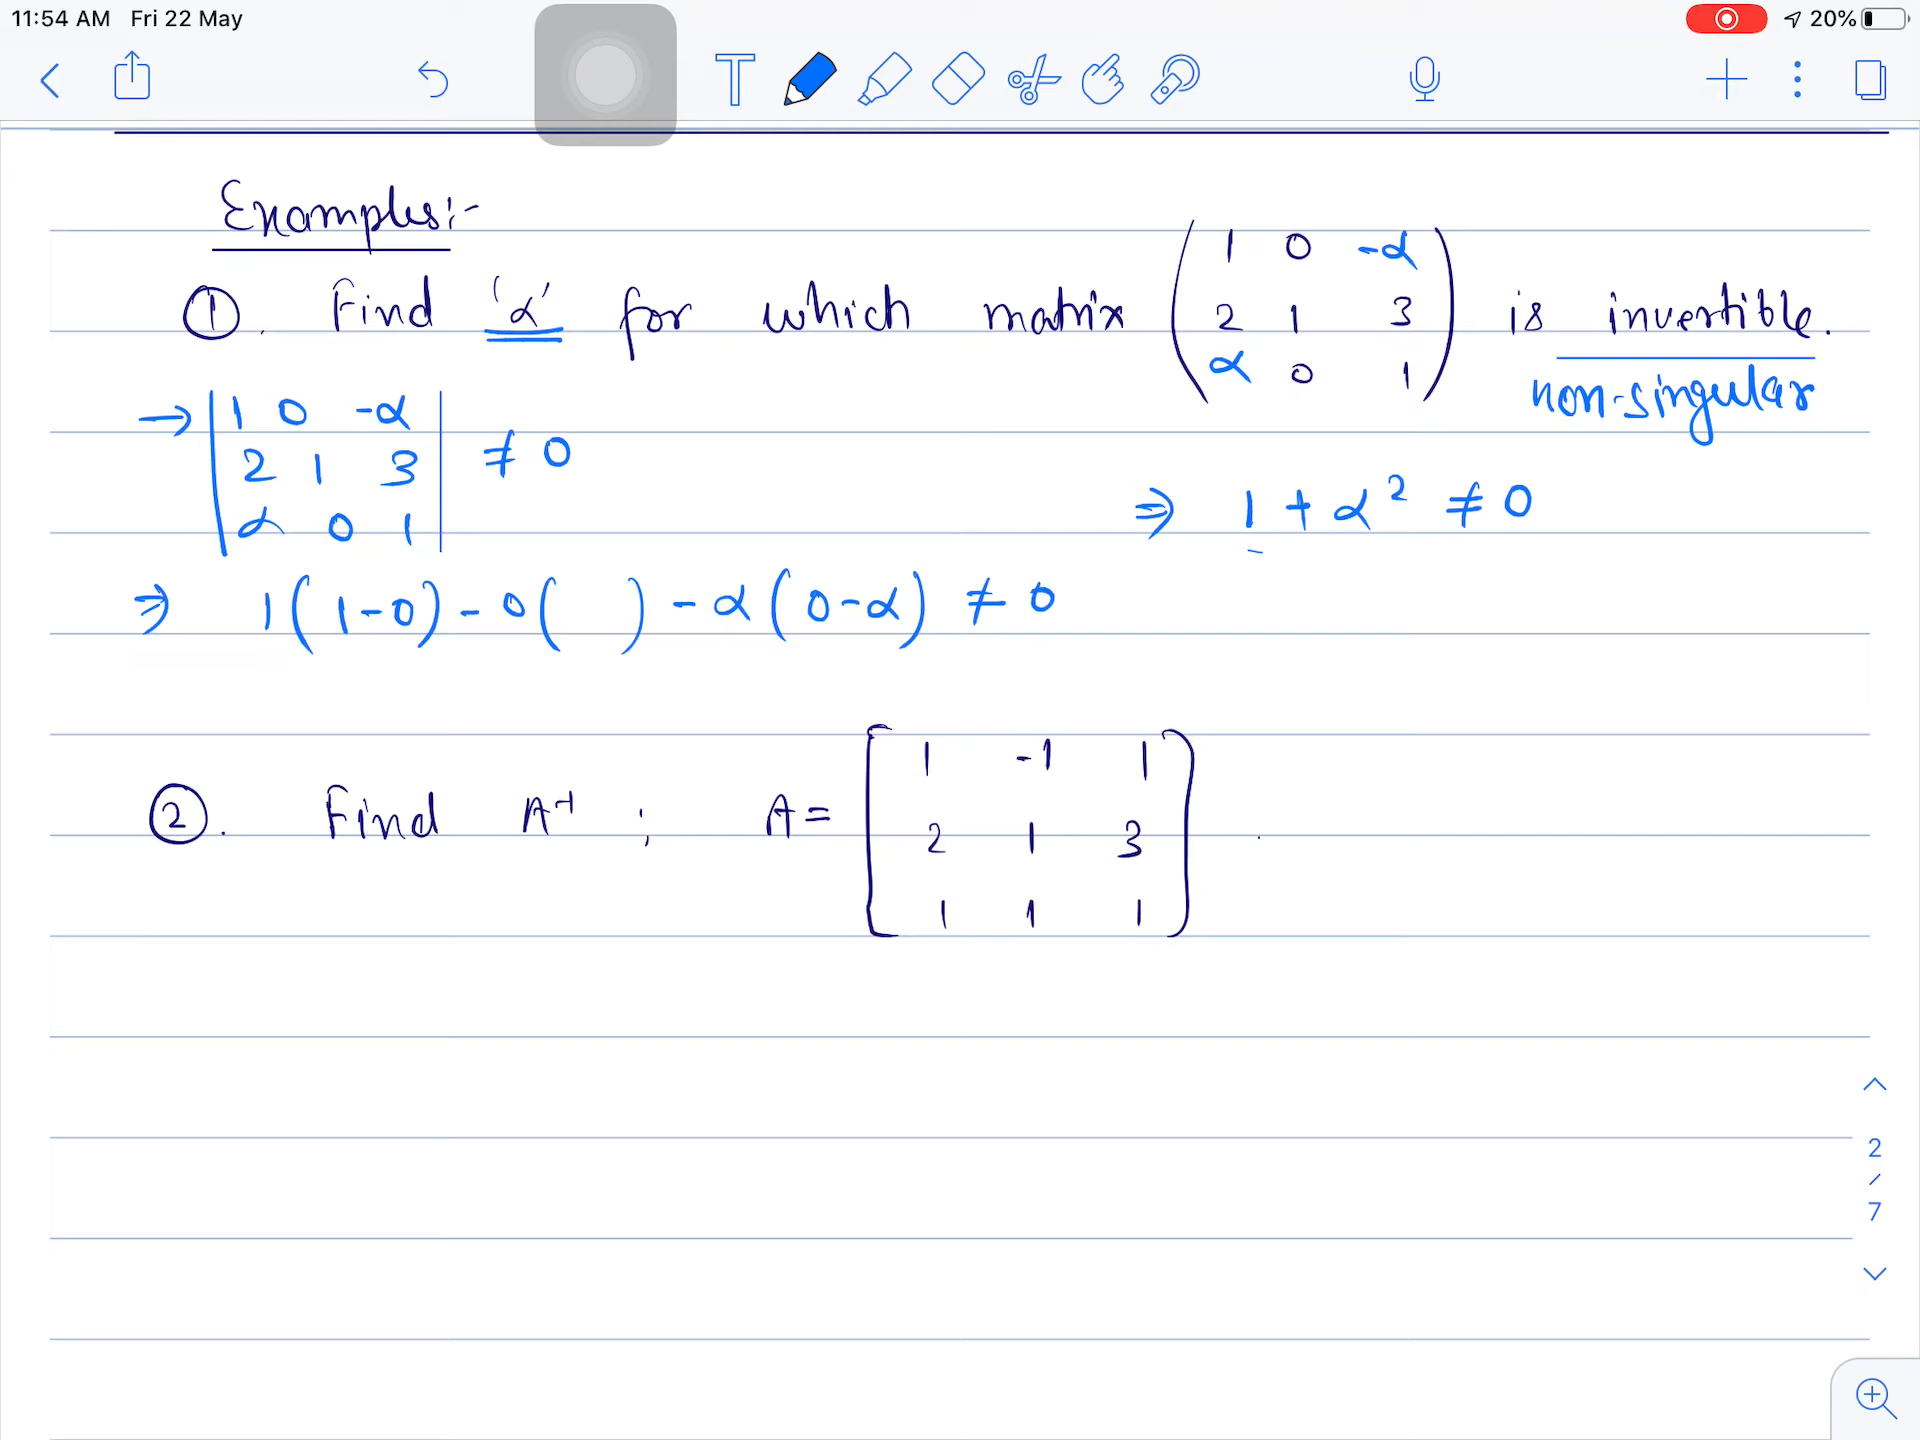 11:54 AM Fri 22 May 20%
T
Examples:-
① Find 'α' for which matrix ( 1 0 -α ; 2 1 3 ; α 0 1 ) is invertible.
non-singular
→ | 1 0 -α |
| 2 1 3 | ≠ 0
| α 0 1 |
⇒ 1 + α² ≠ 0
⇒ 1(1-0) - 0( ) - α(0-α) ≠ 0
② . Find A⁻¹ ; A = [ 1 -1 1 ; 2 1 3 ; 1 1 1 ] .
2
/
7